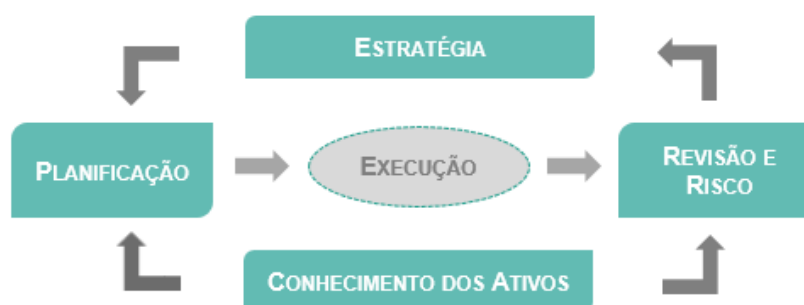 ESTRATÉGIA
PLANIFICAÇÃO
EXECUÇÃO
REVISÃO E
RISCO
CONHECIMENTO DOS ATIVOS